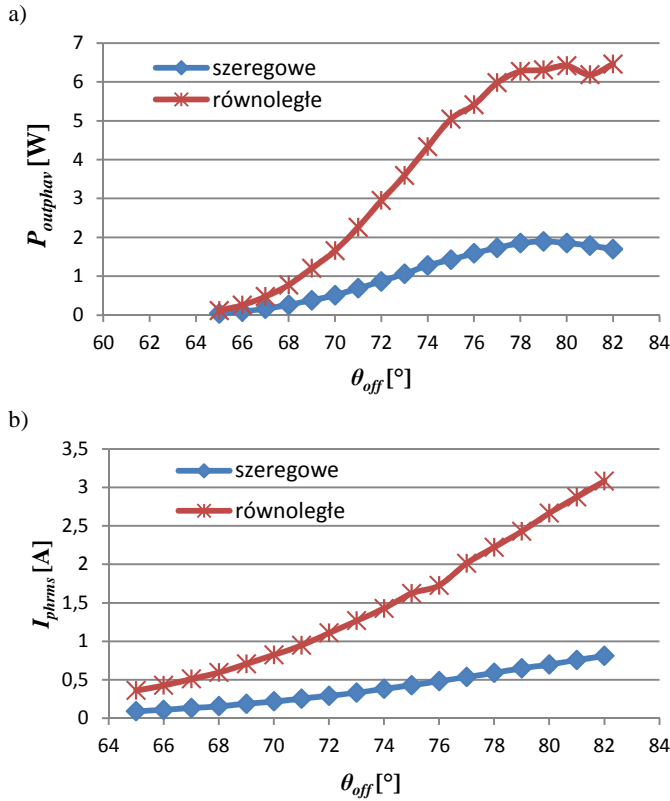 a)
7
6
5
4
3
2
1
0
P_outphav [W]
szeregowe
równoległe
60 62 64 66 68 70 72 74 76 78 80 82 84
θ_off [°]
b)
3,5
3
2,5
2
1,5
1
0,5
0
I_phrms [A]
szeregowe
równoległe
64 66 68 70 72 74 76 78 80 82 84
θ_off [°]